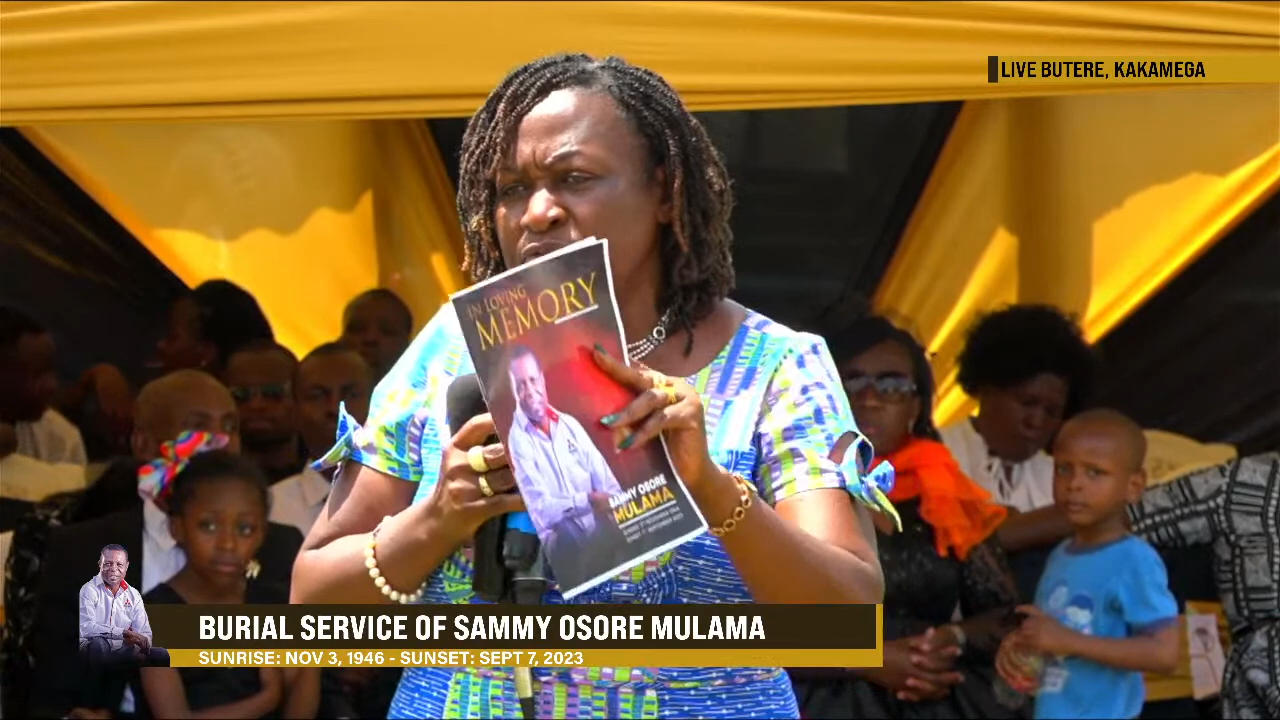 LIVE BUTERE, KAKAMEGA
IN LOVING
MEMORY
SAMMY OSORE
MULAMA
BURIAL SERVICE OF SAMMY OSORE MULAMA
SUNRISE: NOV 3, 1946 - SUNSET: SEPT 7, 2023